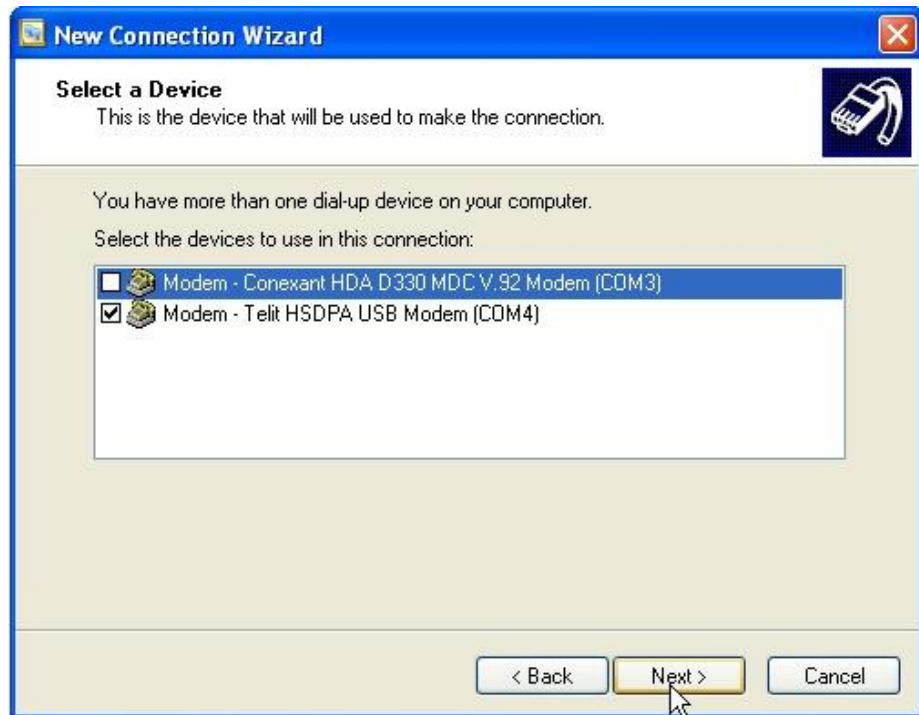 New Connection Wizard
Select a Device
This is the device that will be used to make the connection.
You have more than one dial-up device on your computer.
Select the devices to use in this connection:
Modem - Conexant HDA D330 MDC V.92 Modem (COM3)
Modem - Telit HSDPA USB Modem (COM4)
< Back Next > Cancel